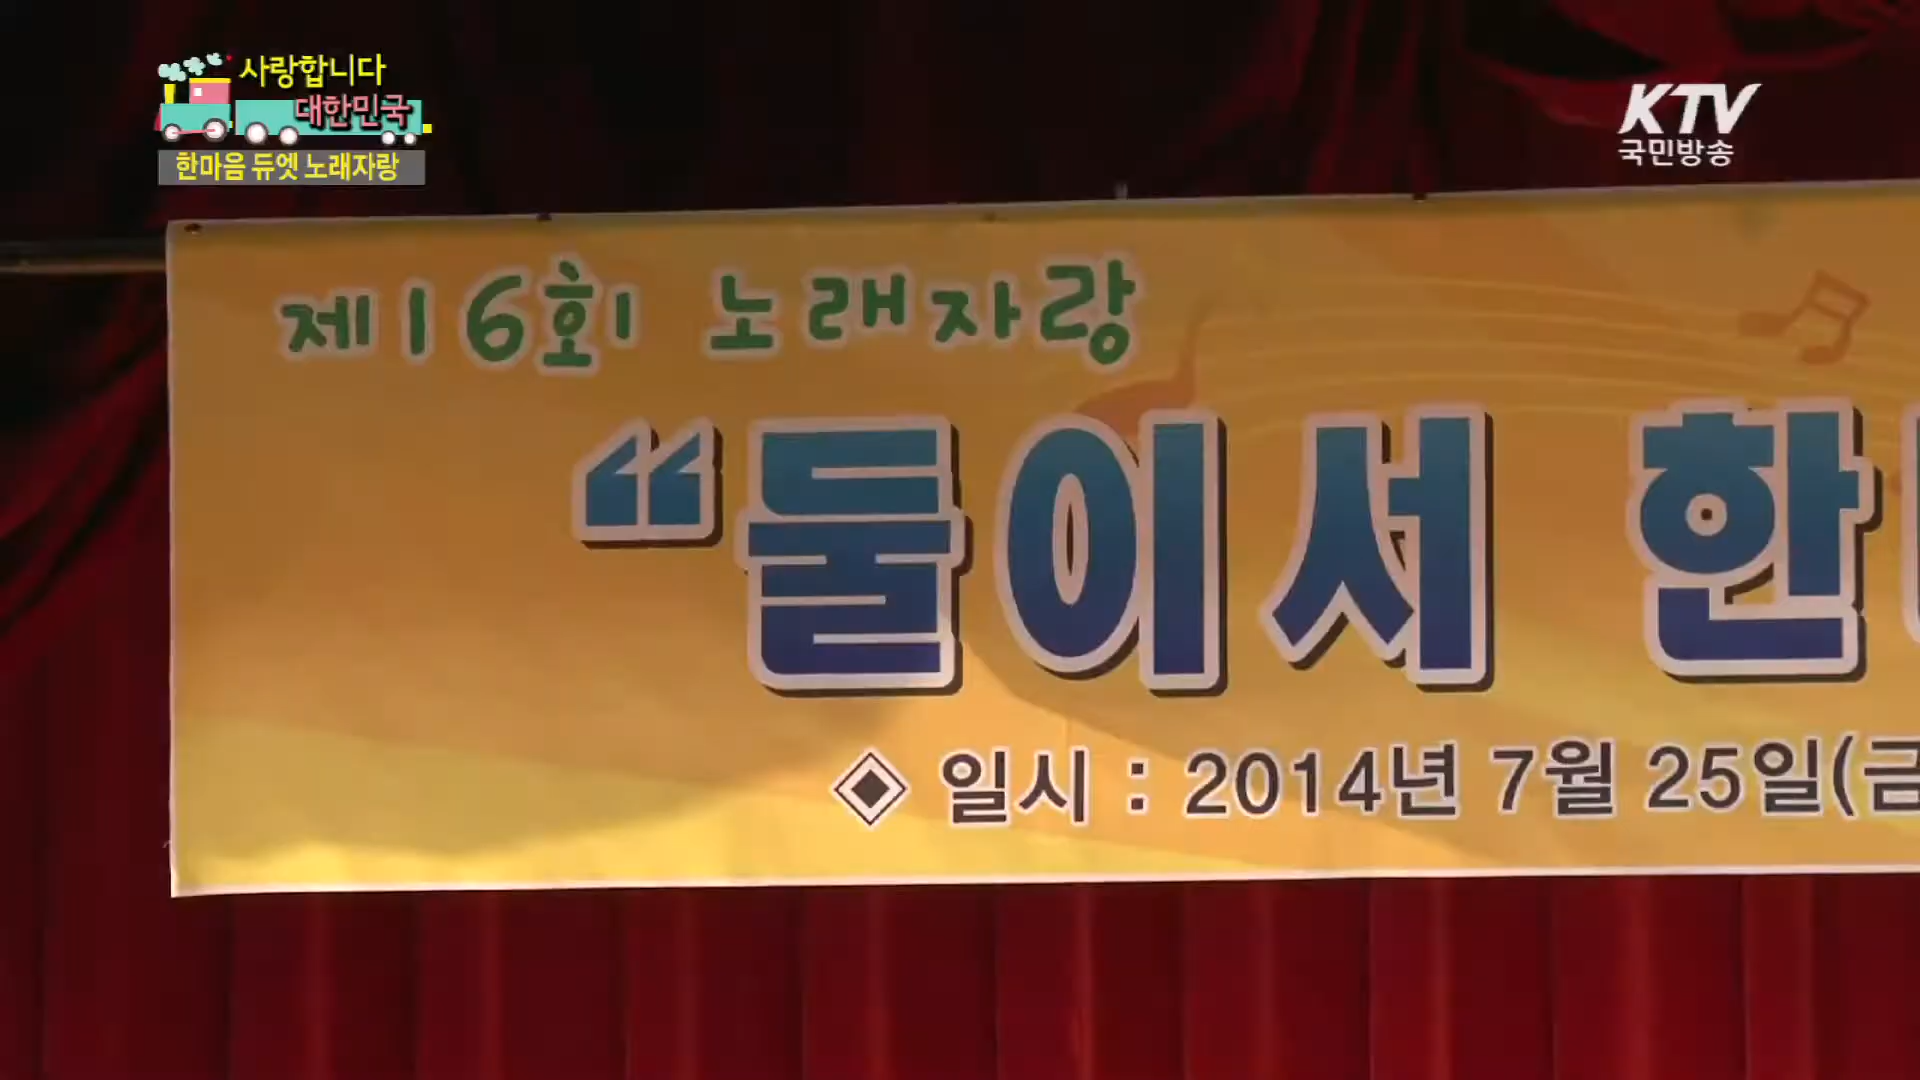 사랑합니다
대한민국
한마음 듀엣 노래자랑
KTV
국민방송
제16회 노래자랑
“둘이서 한
일시 : 2014년 7월 25일(금